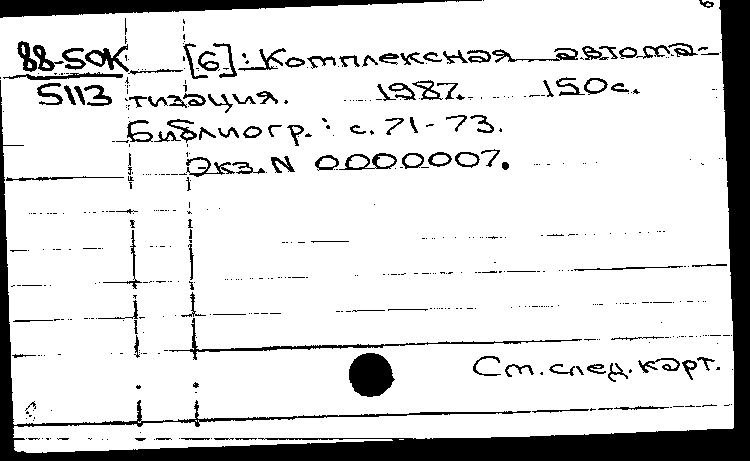 88-50К [6]: Комплексная автома-
5113 тизация. 1987. 150с.
Библиогр.: с.71-73.
Экз.N 0000007.
См.след.карт.